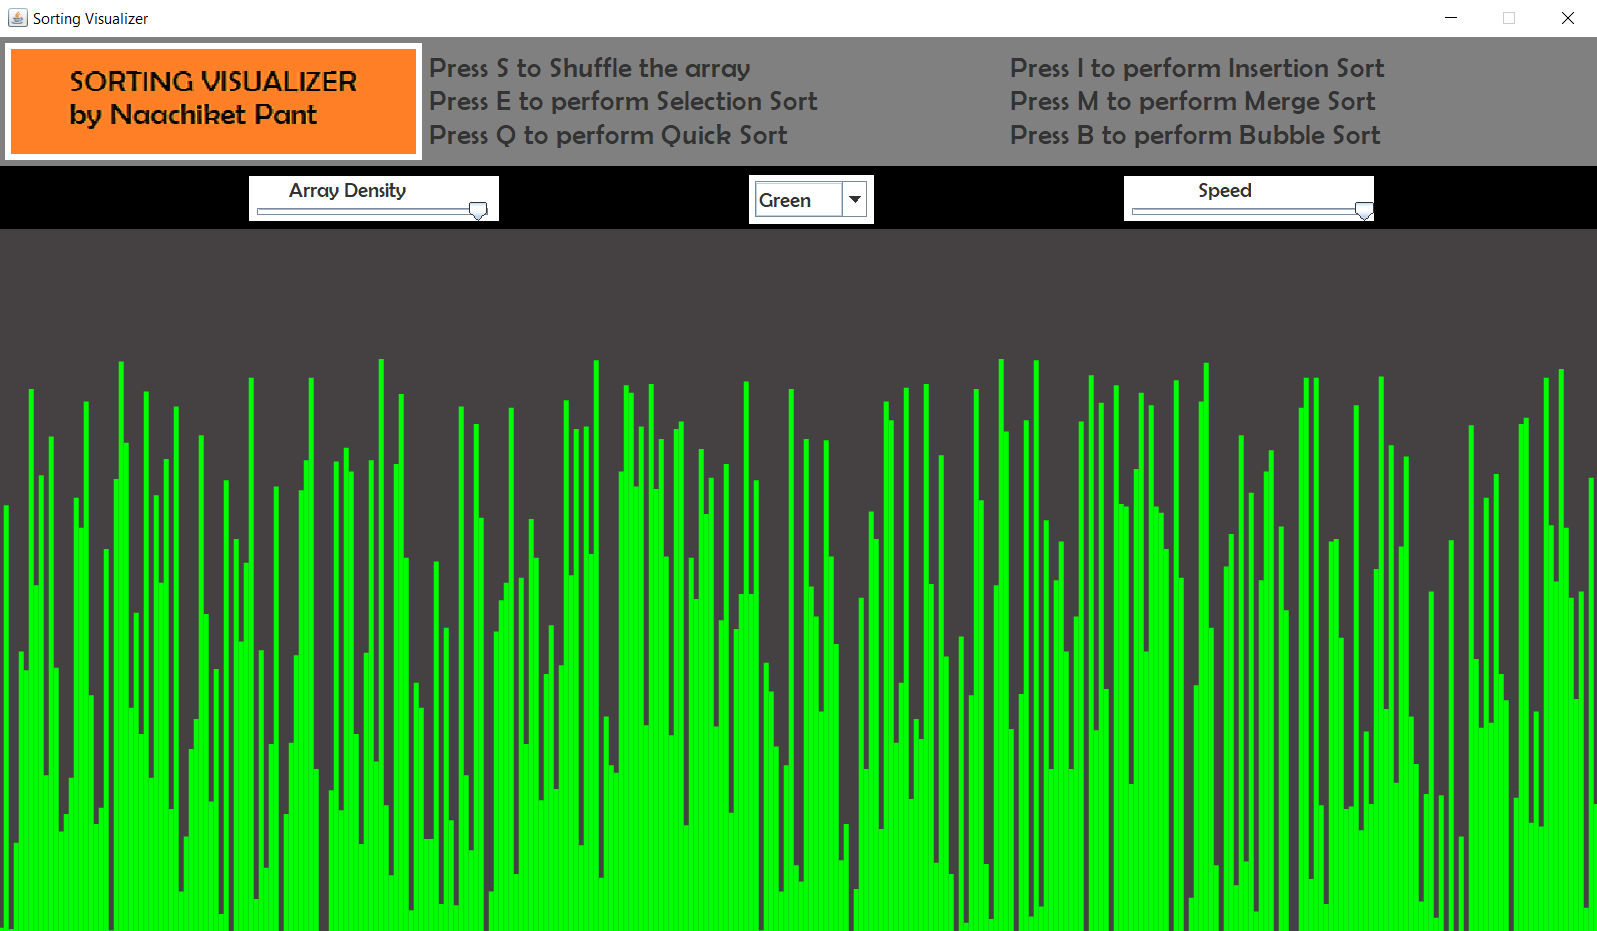 Sorting Visualizer
SORTING VISUALIZER
by Naachiket Pant
Press S to Shuffle the array
Press E to perform Selection Sort
Press Q to perform Quick Sort
Press I to perform Insertion Sort
Press M to perform Merge Sort
Press B to perform Bubble Sort
Array Density
Green
Speed